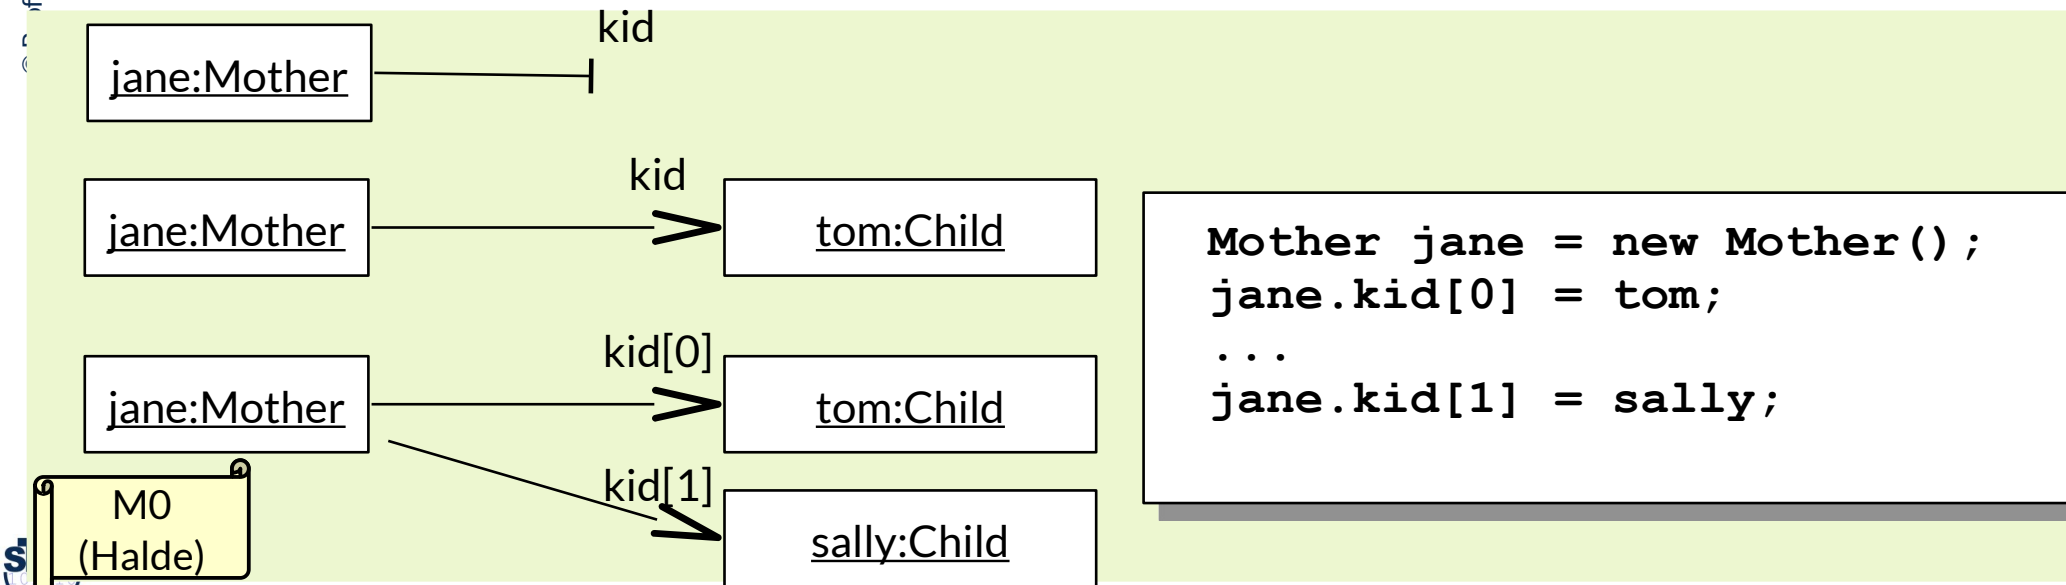 kid
jane:Mother
kid
jane:Mother
tom:Child
Mother jane = new Mother();
jane.kid[0] = tom;
...
jane.kid[1] = sally;
kid[0]
jane:Mother
tom:Child
kid[1]
sally:Child
M0
(Halde)